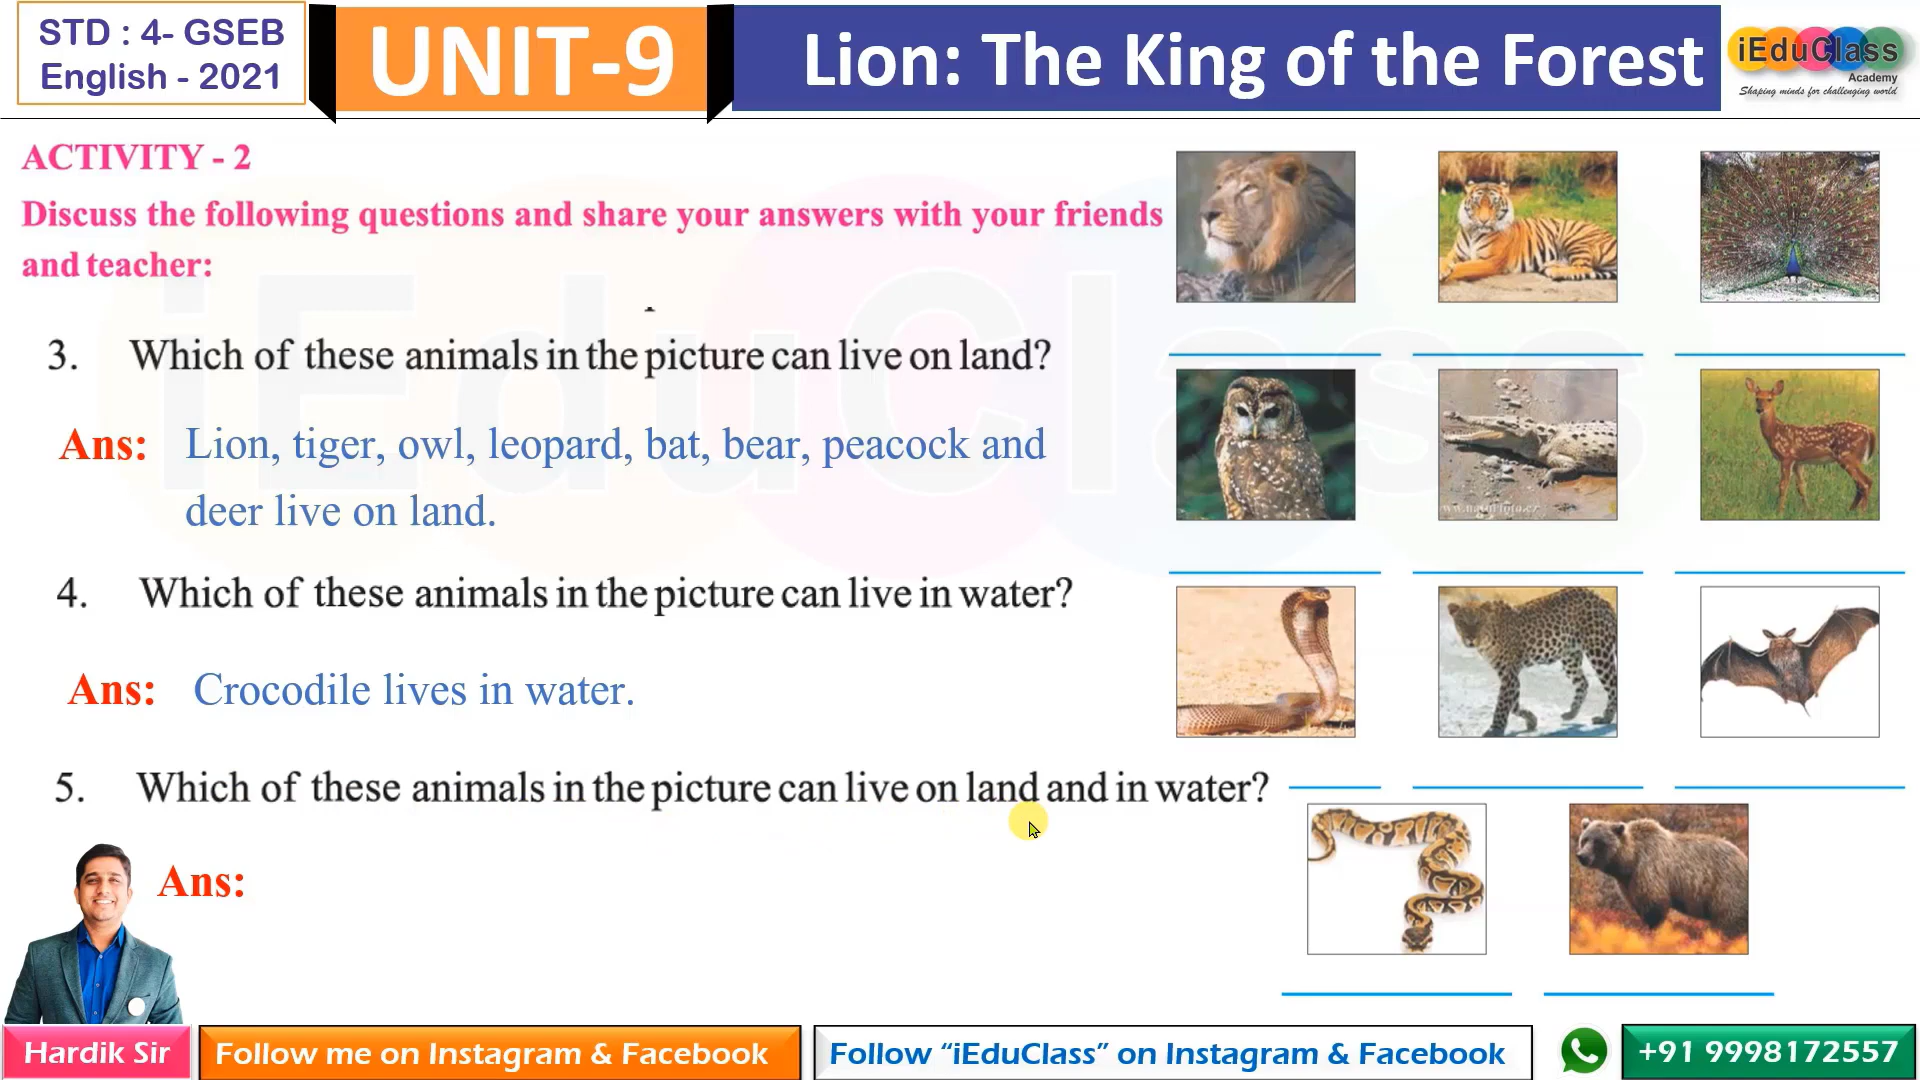 STD : 4- GSEB
English - 2021
UNIT-9
Lion: The King of the Forest
iEduClass
Academy
Shaping minds for challenging world
ACTIVITY - 2
Discuss the following questions and share your answers with your friends
and teacher:
3. Which of these animals in the picture can live on land?
Ans: Lion, tiger, owl, leopard, bat, bear, peacock and
deer live on land.
4. Which of these animals in the picture can live in water?
Ans: Crocodile lives in water.
5. Which of these animals in the picture can live on land and in water?
Ans:
iEduClass
Hardik Sir
Follow me on Instagram & Facebook
Follow “iEduClass” on Instagram & Facebook
+91 9998172557